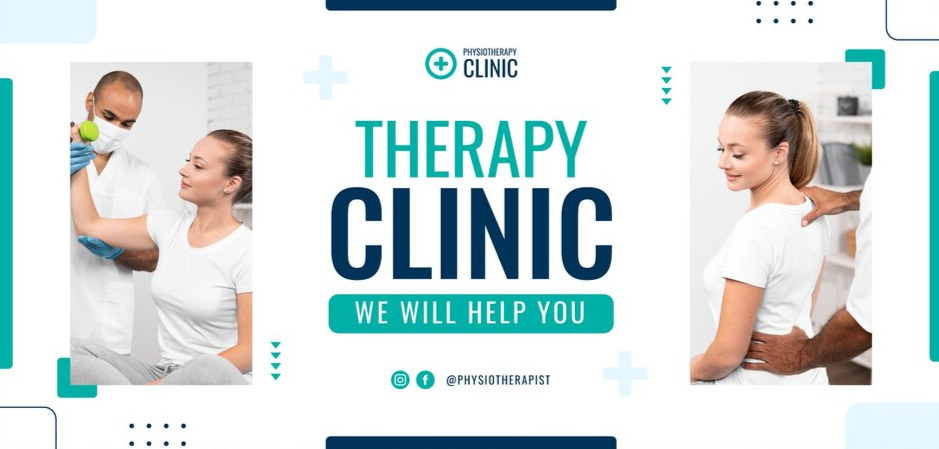 PHYSIOTHERAPY
CLINIC
THERAPY
CLINIC
WE WILL HELP YOU
@PHYSIOTHERAPIST